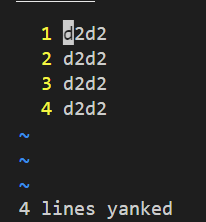 1 d2d2
2 d2d2
3 d2d2
4 d2d2
~
~
~
4 lines yanked